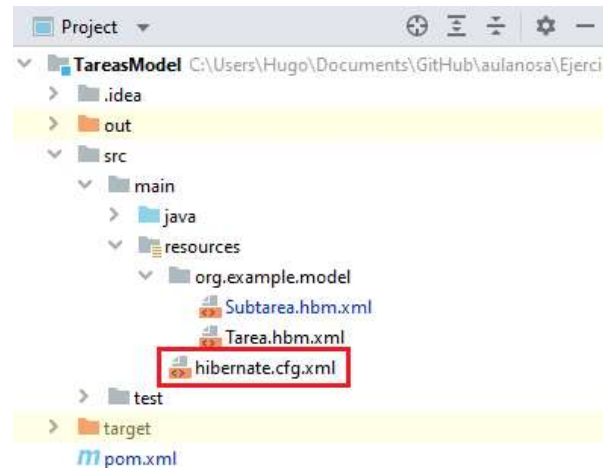 Project
TareasModel C:\Users\Hugo\Documents\GitHub\aulanosa\Ejerci
.idea
out
src
main
java
resources
org.example.model
Subtarea.hbm.xml
Tarea.hbm.xml
hibernate.cfg.xml
test
target
m pom.xml